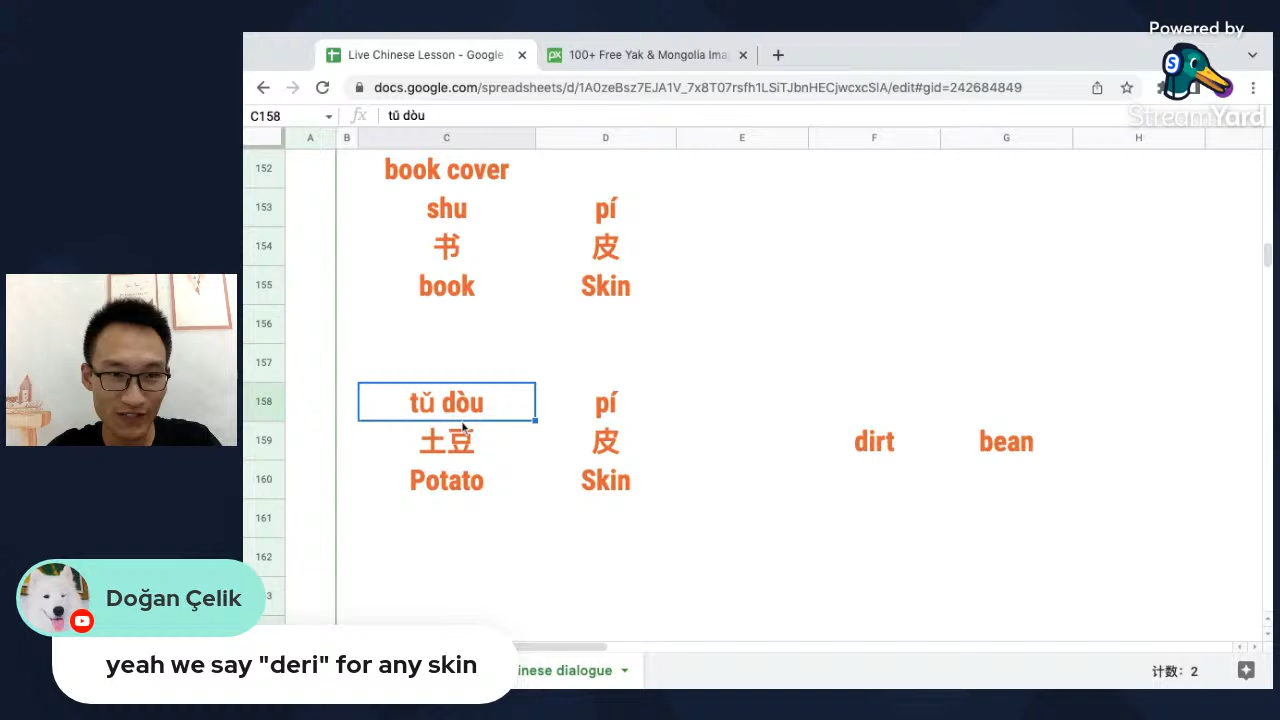 Powered by
StreamYard
Live Chinese Lesson - Google
100+ Free Yak & Mongolia Ima
docs.google.com/spreadsheets/d/1A0zeBsz7EJA1V_7x8T07rsfh1LSiTJbnHECjwcxcSlA/edit#gid=242684849
C158
fx
tǔ dòu
A B C D E F G H
152 book cover
153 shu pí
154 书 皮
155 book Skin
156
157
158 tǔ dòu pí
159 土豆 皮 dirt bean
160 Potato Skin
161
162
3
Doğan Çelik
yeah we say "deri" for any skin
inese dialogue
计数：2